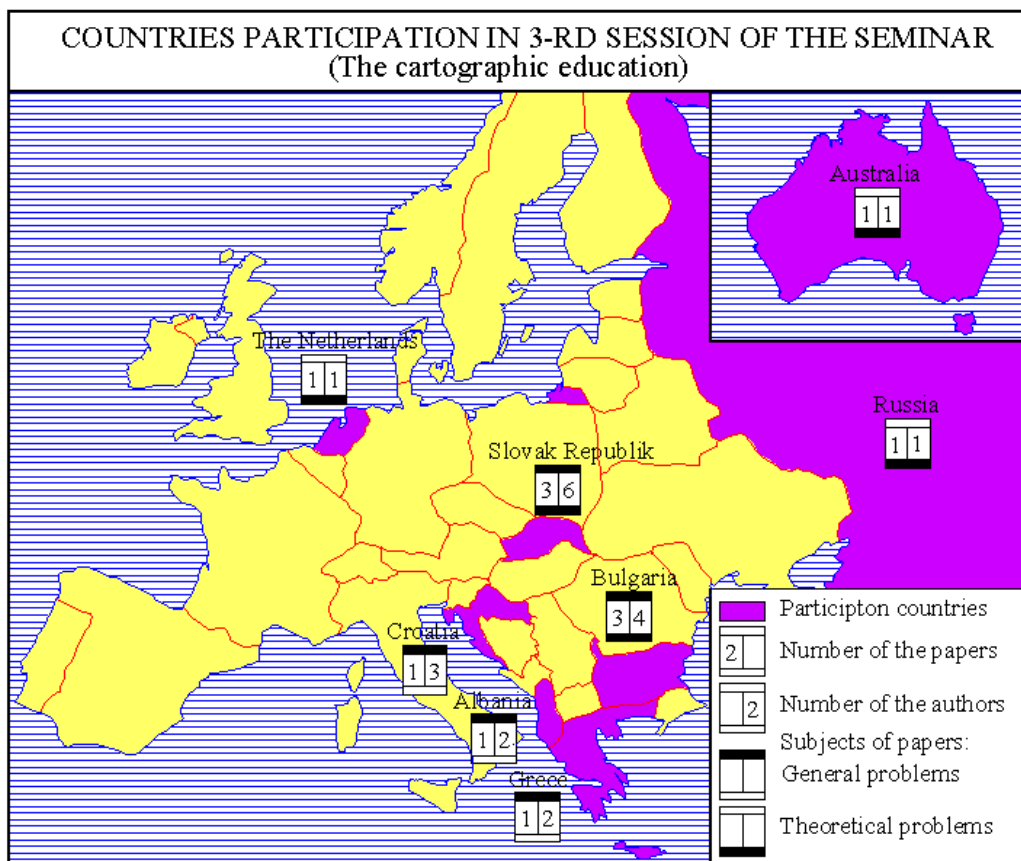 COUNTRIES PARTICIPATION IN 3-RD SESSION OF THE SEMINAR
(The cartographic education)
Australia
1 1
The Netherlands
1 1
Russia
1 1
Slovak Republik
3 6
Bulgaria
3 4
Croatia
1 3
Albania
1 2
Grece
1 2
Participton countries
2
Number of the papers
2
Number of the authors
Subjects of papers:
General problems
Theoretical problems